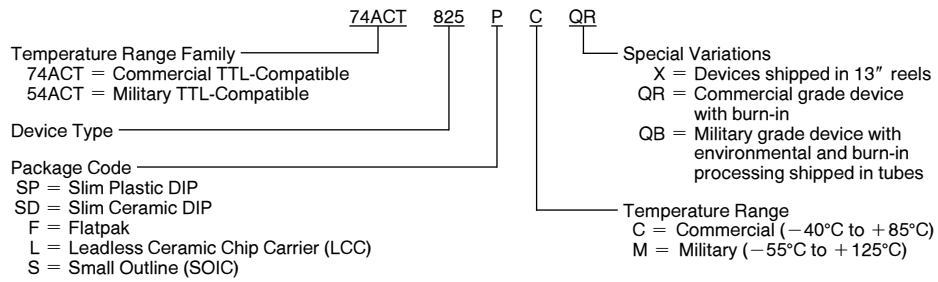 74ACT 825 P C QR
Temperature Range Family
74ACT = Commercial TTL-Compatible
54ACT = Military TTL-Compatible
Device Type
Package Code
SP = Slim Plastic DIP
SD = Slim Ceramic DIP
F = Flatpak
L = Leadless Ceramic Chip Carrier (LCC)
S = Small Outline (SOIC)
Special Variations
X = Devices shipped in 13″ reels
QR = Commercial grade device
with burn-in
QB = Military grade device with
environmental and burn-in
processing shipped in tubes
Temperature Range
C = Commercial (−40°C to +85°C)
M = Military (−55°C to +125°C)